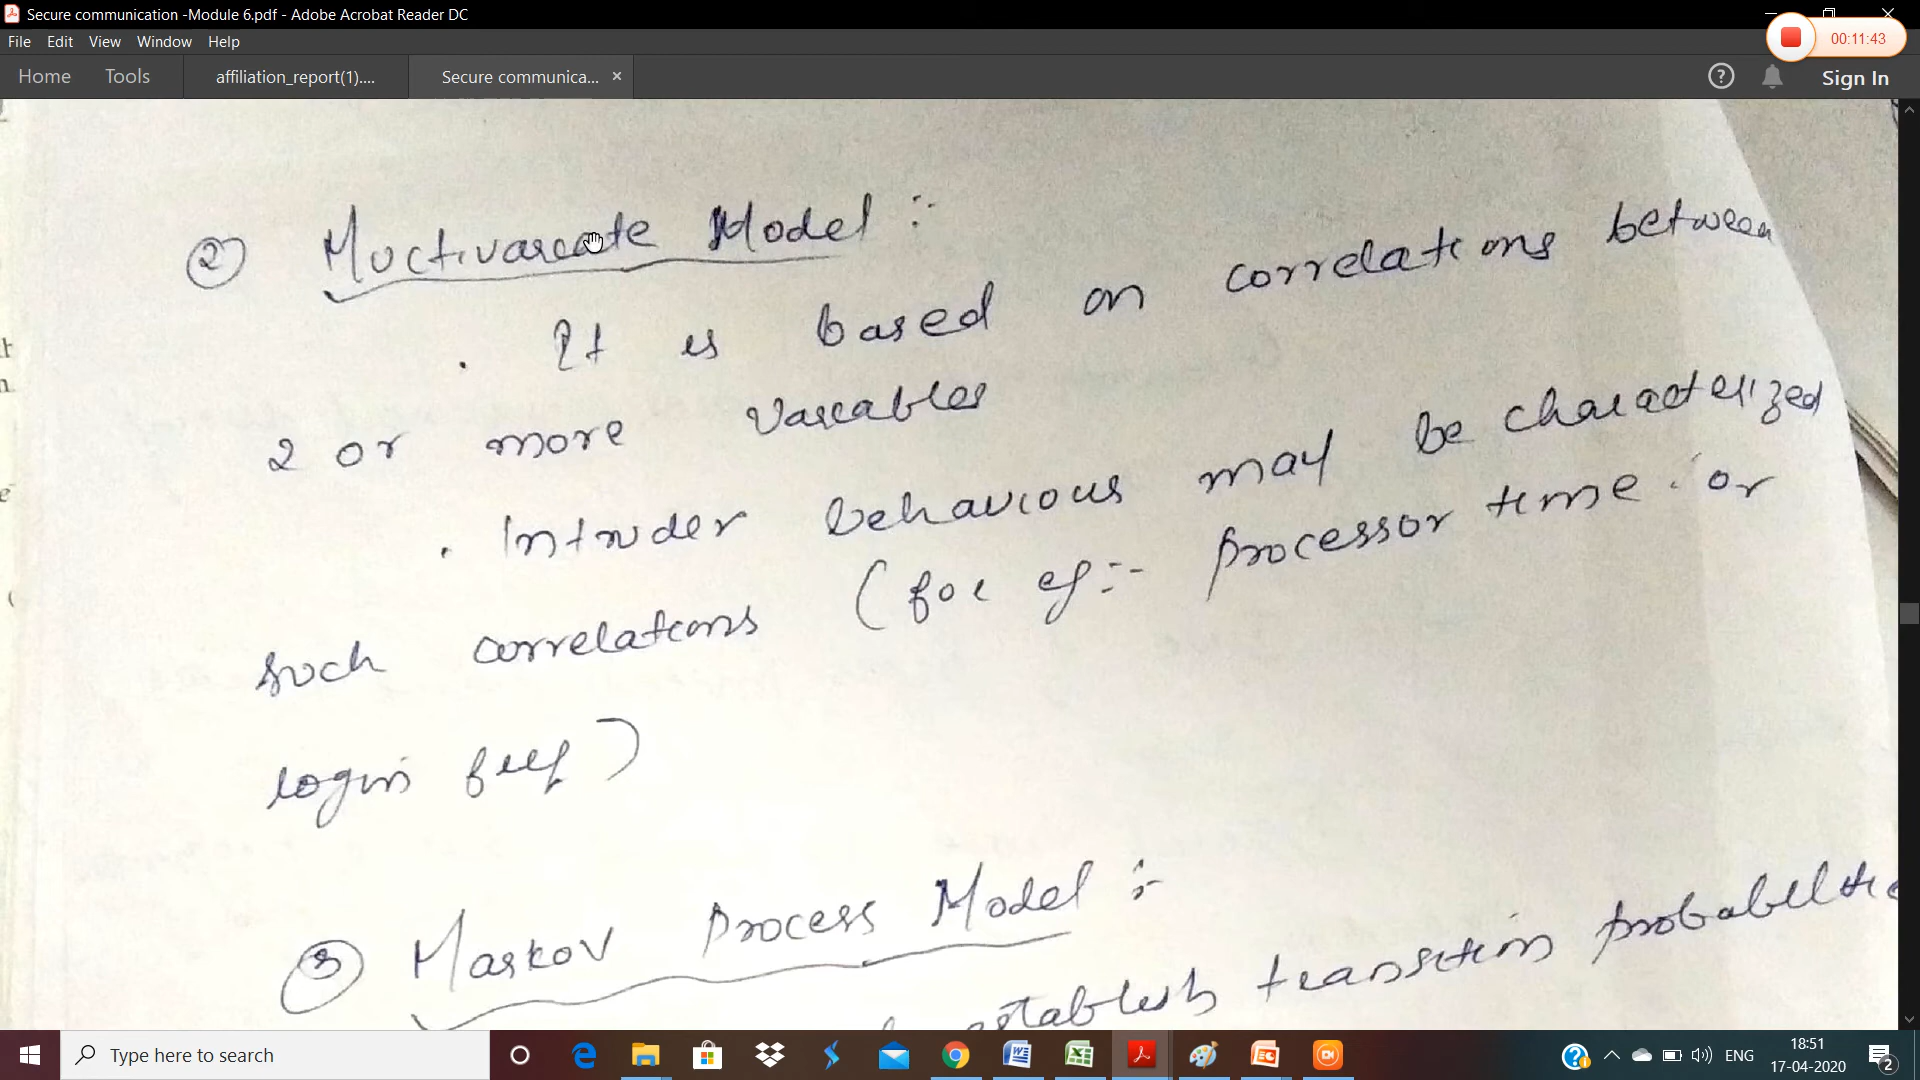 Secure communication -Module 6.pdf - Adobe Acrobat Reader DC
File Edit View Window Help
00:11:43
Home Tools affiliation_report(1).... Secure communica... × ? Sign In
② Multivareate Model :-
. It is based on correlations between
2 or more variables
. Intruder behaviour may be characterized
such correlations (for eg:- processor time or
login freq)
③ Markov Process Model :-
establish transition
Type here to search
ENG
18:51
17-04-2020
2